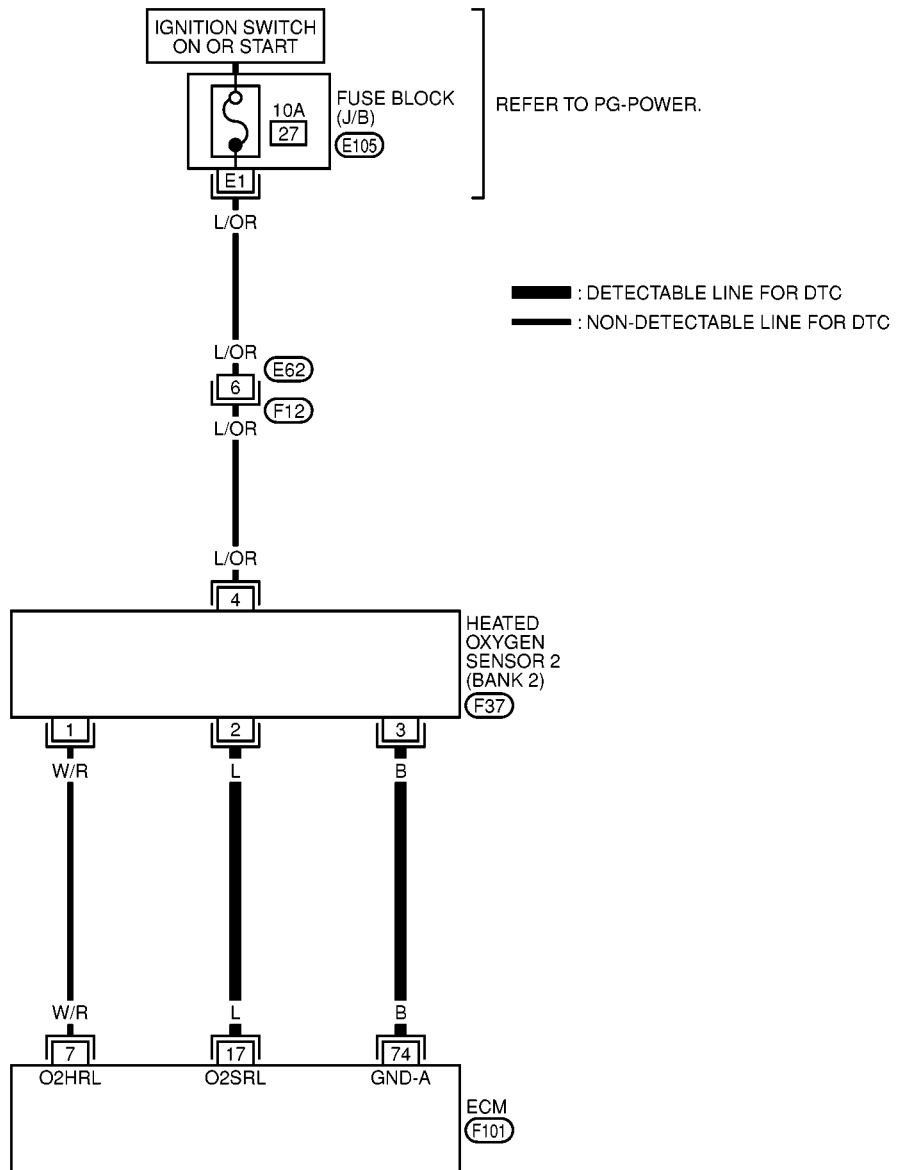 IGNITION SWITCH
ON OR START
FUSE BLOCK
(J/B)
10A
27
E105
REFER TO PG-POWER.
E1
L/OR
: DETECTABLE LINE FOR DTC
: NON-DETECTABLE LINE FOR DTC
L/OR
E62
6
F12
L/OR
L/OR
4
HEATED
OXYGEN
SENSOR 2
(BANK 2)
F37
1 2 3
W/R L B
W/R L B
7 17 74
O2HRL O2SRL GND-A
ECM
F101